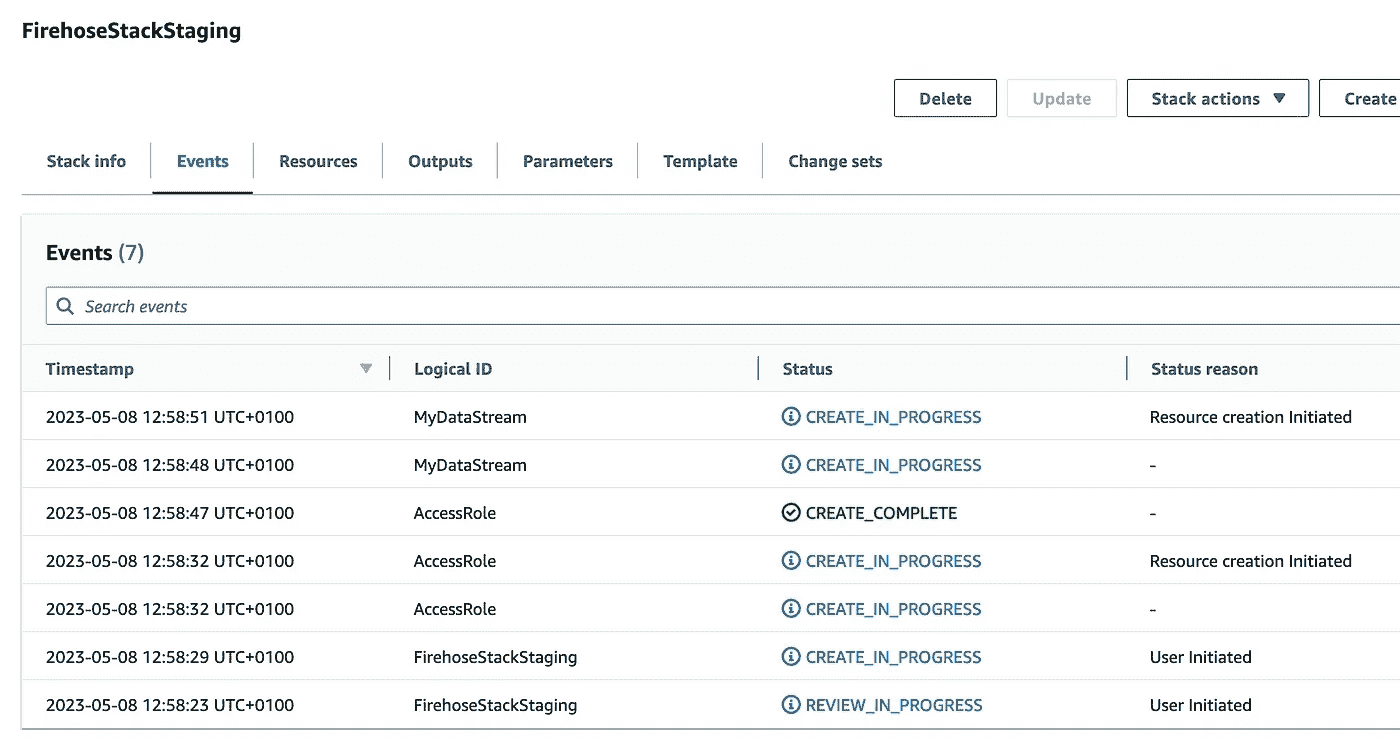 FirehoseStackStaging
Delete Update Stack actions Create
Stack info Events Resources Outputs Parameters Template Change sets
Events (7)
Search events
Timestamp Logical ID Status Status reason
2023-05-08 12:58:51 UTC+0100 MyDataStream CREATE_IN_PROGRESS Resource creation Initiated
2023-05-08 12:58:48 UTC+0100 MyDataStream CREATE_IN_PROGRESS -
2023-05-08 12:58:47 UTC+0100 AccessRole CREATE_COMPLETE -
2023-05-08 12:58:32 UTC+0100 AccessRole CREATE_IN_PROGRESS Resource creation Initiated
2023-05-08 12:58:32 UTC+0100 AccessRole CREATE_IN_PROGRESS -
2023-05-08 12:58:29 UTC+0100 FirehoseStackStaging CREATE_IN_PROGRESS User Initiated
2023-05-08 12:58:23 UTC+0100 FirehoseStackStaging REVIEW_IN_PROGRESS User Initiated